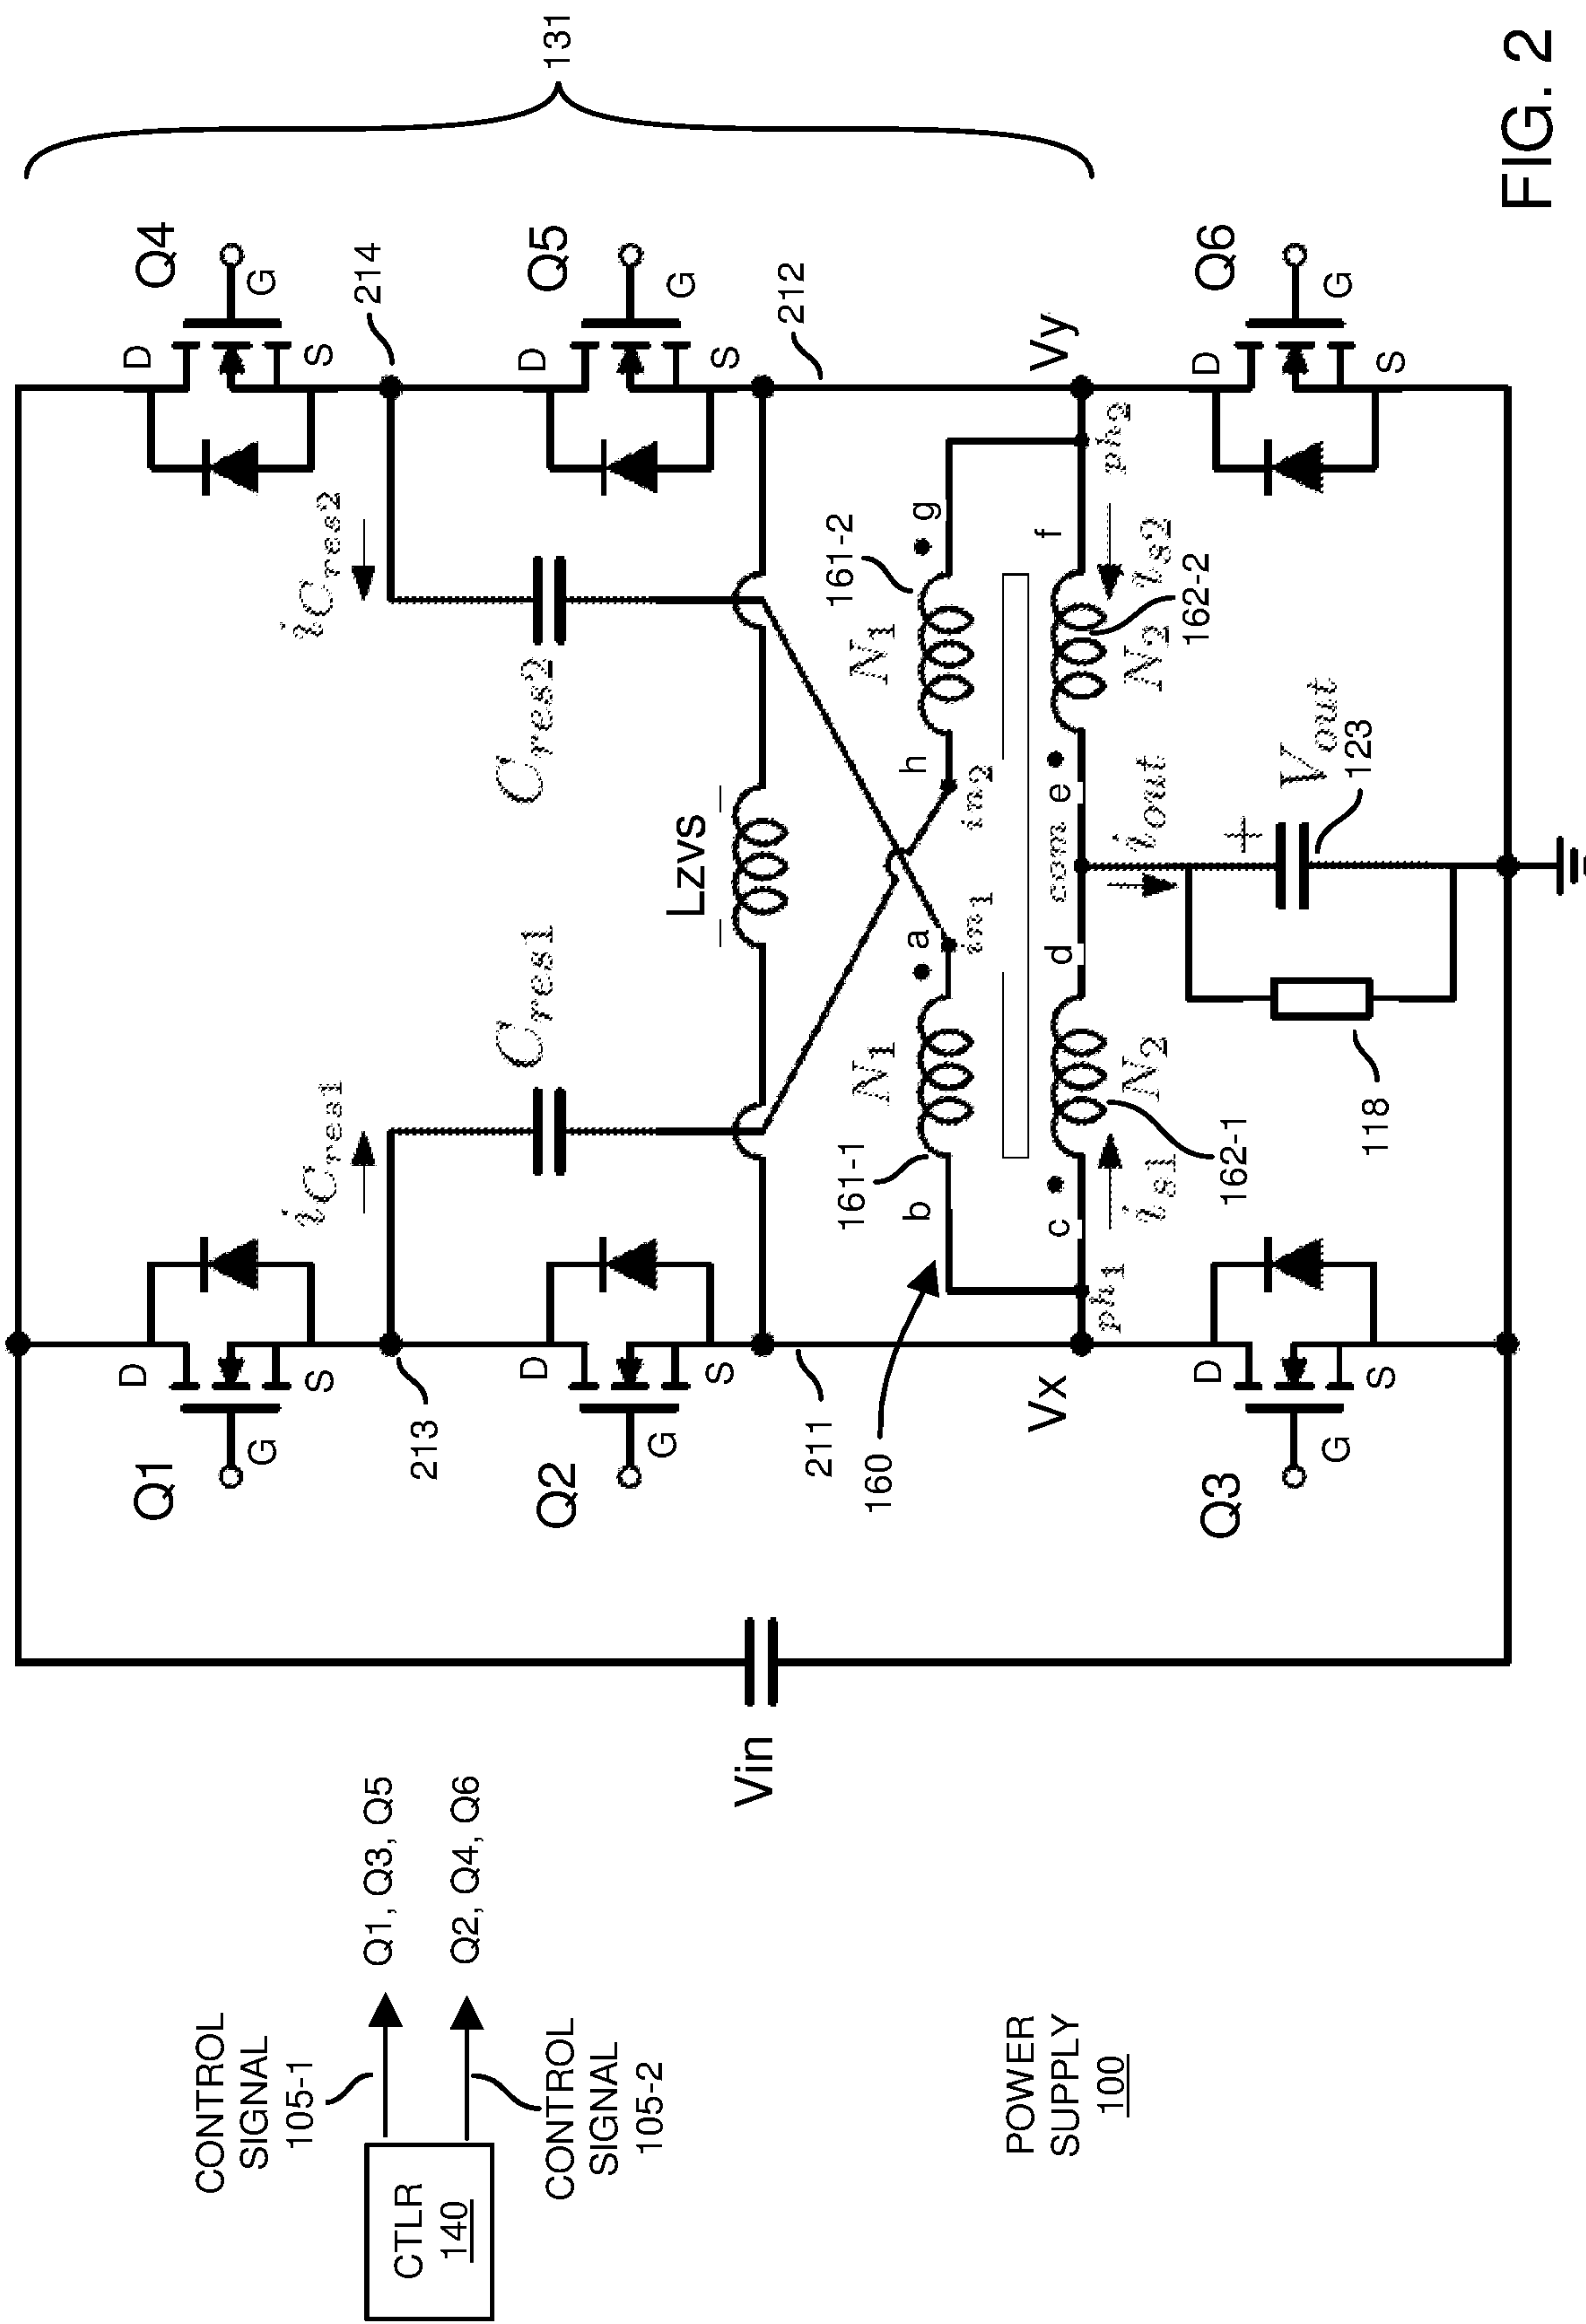 CONTROL
SIGNAL
105-1
Q1, Q3, Q5
CTLR
140
Q2, Q4, Q6
CONTROL
SIGNAL
105-2
POWER
SUPPLY
100
Vin
Q1
D
G
S
213
Q2
D
G
S
211
160
Vx
Q3
D
G
S
iCres1
Cres1
Lzvs
iCres2
Cres2
161-1
b
N1
a
in1
161-2
g
N1
h
in2
ph1
c
is1
162-1
N2
d
com
e
N2
162-2
is2
f
ph2
iout
+
Vout
123
118
Q4
D
G
S
214
Q5
D
G
S
212
Vy
Q6
D
G
S
131
FIG. 2